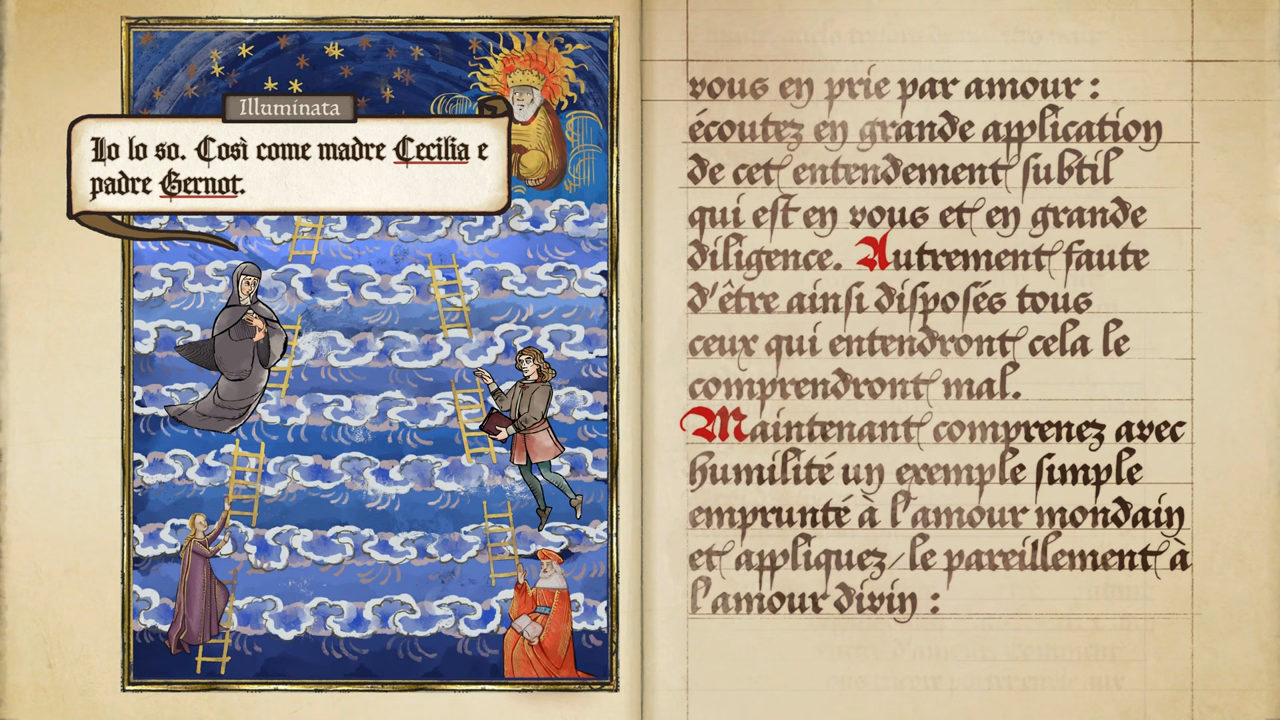 Illuminata
Io lo so. Così come madre Cecilia e
padre Gernot.
vous en prie par amour :
écoutez en grande application
de cet entendement subtil
qui est en vous et en grande
diligence. Autrement faute
d'être ainsi disposés tous
ceux qui entendront cela le
comprendront mal.
Maintenant comprenez avec
humilité un exemple simple
emprunté à l'amour mondain
et appliquez-le pareillement à
l'amour divin :